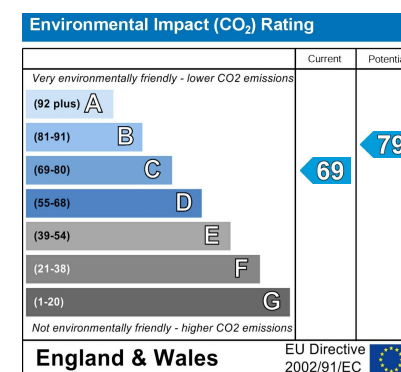 Environmental Impact (CO₂) Rating
Current Potentia
Very environmentally friendly - lower CO2 emissions
(92 plus) A
(81-91) B
(69-80) C
(55-68) D
(39-54) E
(21-38) F
(1-20) G
69
79
Not environmentally friendly - higher CO2 emissions
England & Wales
EU Directive
2002/91/EC